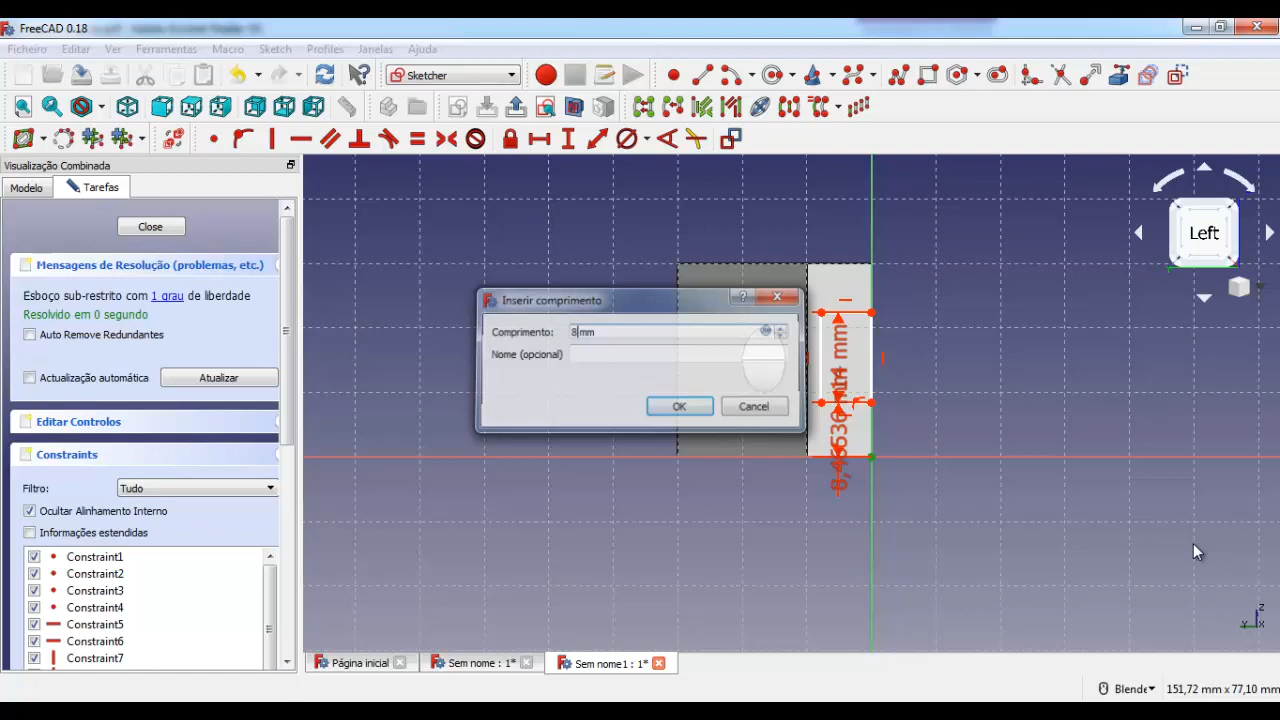 FreeCAD 0.18
Ficheiro Editar Ver Ferramentas Macro Sketch Profiles Janelas Ajuda
Sketcher
Visualização Combinada
Modelo Tarefas
Close
Mensagens de Resolução (problemas, etc.)
Esboço sub-restrito com 1 grau de liberdade
Resolvido em 0 segundo
Auto Remove Redundantes
Actualização automática Atualizar
Editar Controlos
Constraints
Filtro: Tudo
Ocultar Alinhamento Interno
Informações estendidas
Constraint1
Constraint2
Constraint3
Constraint4
Constraint5
Constraint6
Constraint7
Inserir comprimento
Comprimento: 8 mm
Nome (opcional)
OK Cancel
mm
Left
Z
Y X
Página inicial Sem nome : 1* Sem nome1 : 1*
Blende 151,72 mm x 77,10 mm